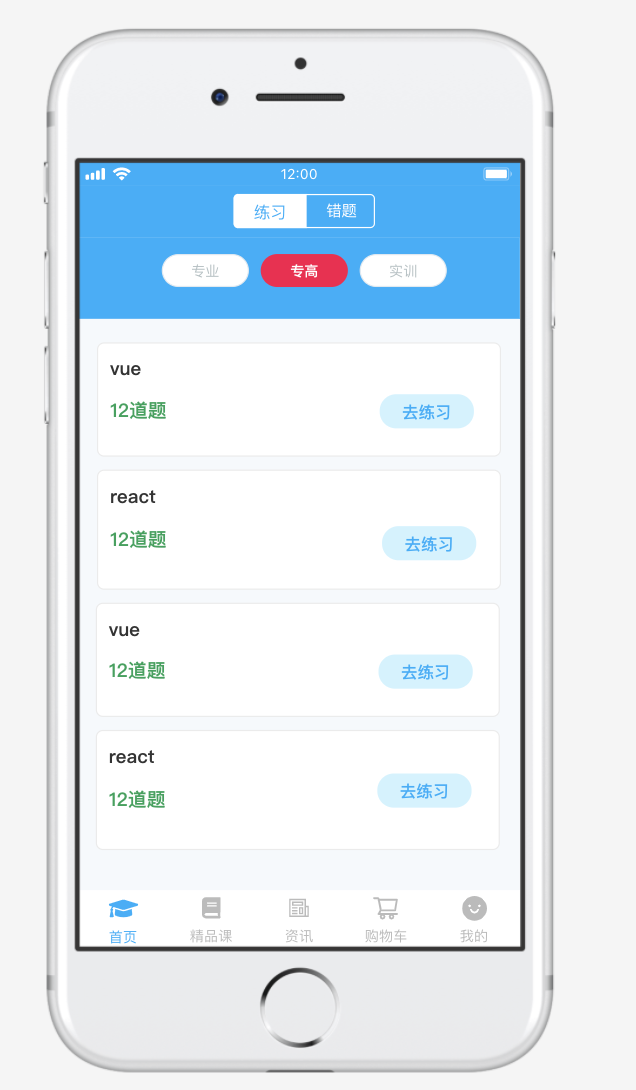 12:00
练习 错题
专业 专高 实训
vue
12道题 去练习
react
12道题 去练习
vue
12道题 去练习
react
12道题 去练习
首页 精品课 资讯 购物车 我的